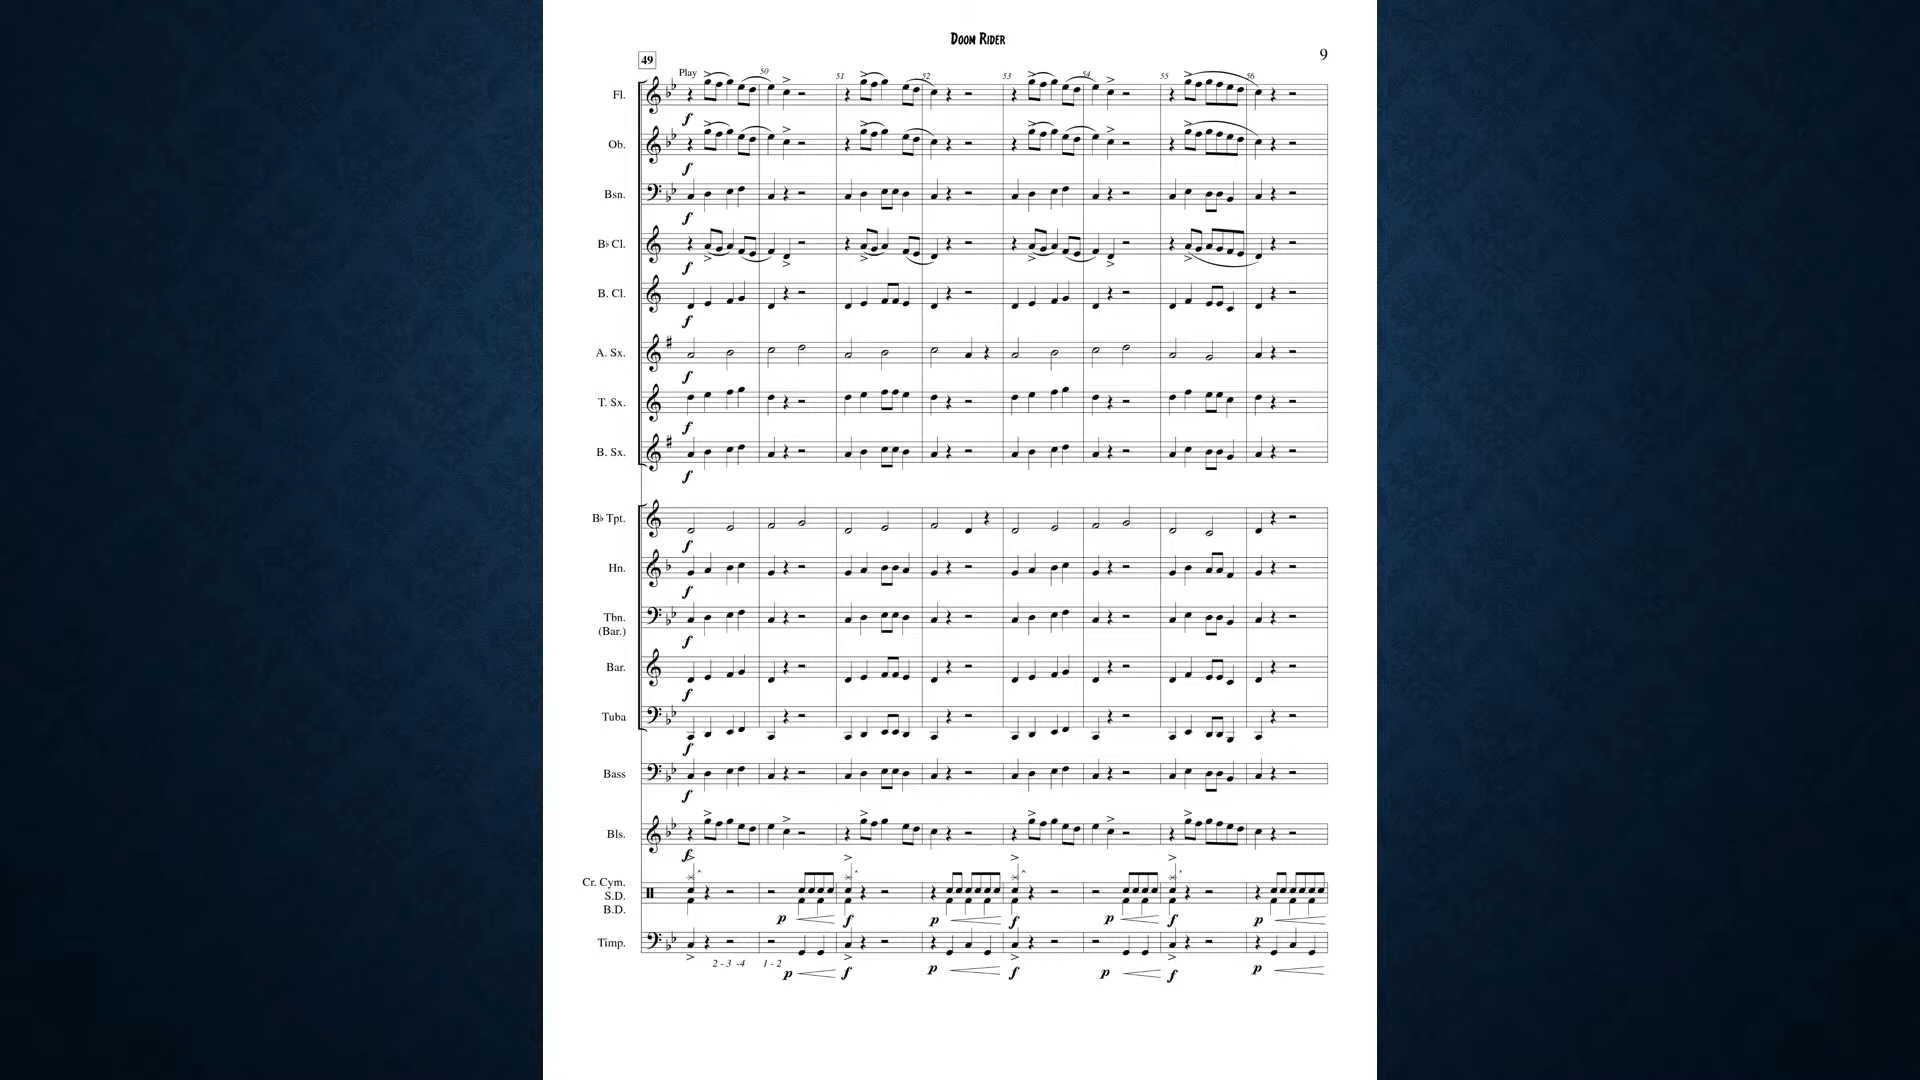 Doom Rider
9
49
Play
50
51
52
53
54
55
56
Fl.
f
Ob.
f
Bsn.
f
B♭ Cl.
f
B. Cl.
f
A. Sx.
f
T. Sx.
f
B. Sx.
f
B♭ Tpt.
f
Hn.
f
Tbn.
(Bar.)
f
Bar.
f
Tuba
f
Bass
f
Bls.
f
Cr. Cym.
S.D.
B.D.
p f p f p f p
Timp.
2 - 3 -4 1 - 2
p f p f p f p